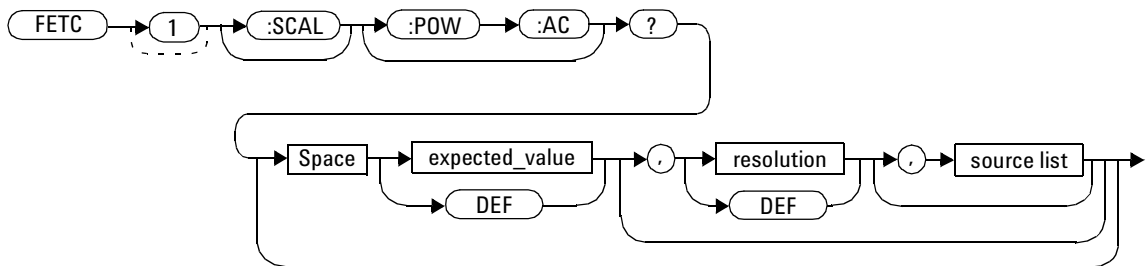 FETC 1 :SCAL :POW :AC ?
Space expected_value , resolution , source list
DEF DEF